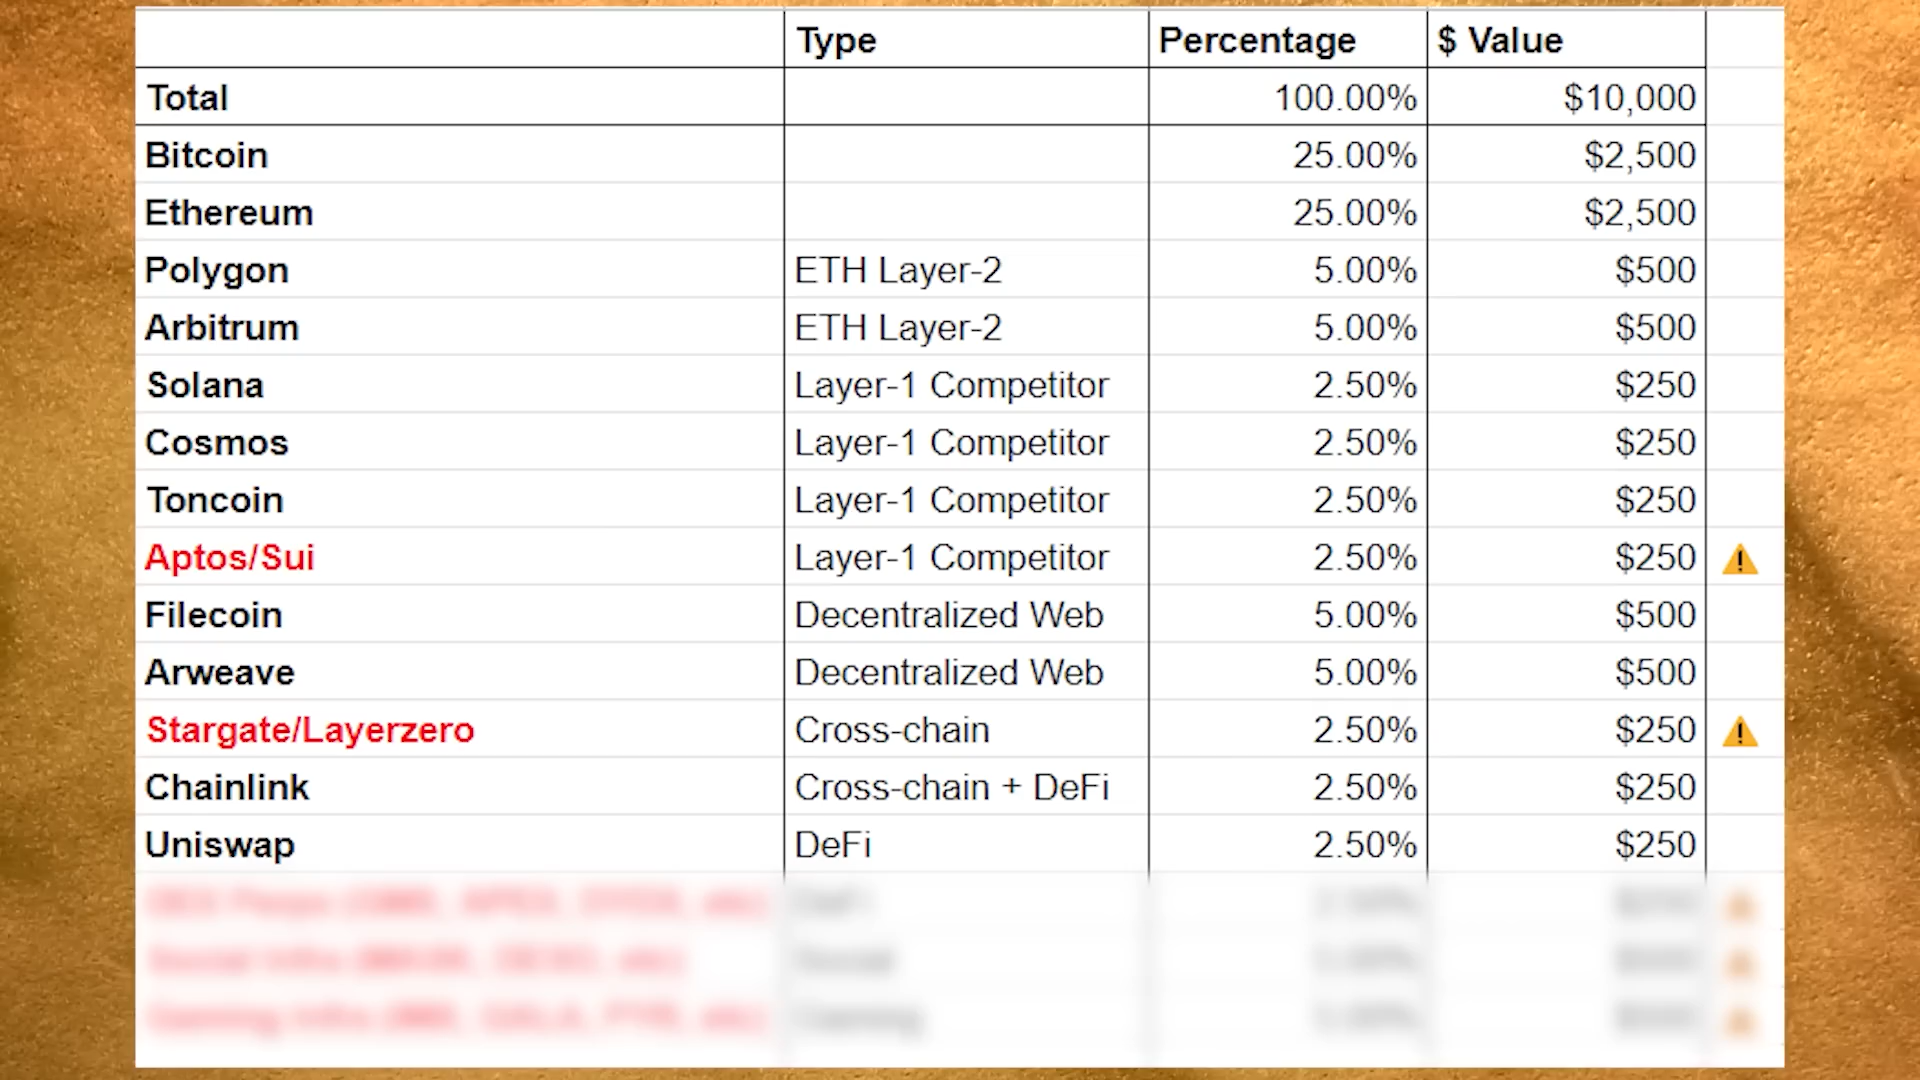 Type Percentage $ Value
Total 100.00% $10,000
Bitcoin 25.00% $2,500
Ethereum 25.00% $2,500
Polygon ETH Layer-2 5.00% $500
Arbitrum ETH Layer-2 5.00% $500
Solana Layer-1 Competitor 2.50% $250
Cosmos Layer-1 Competitor 2.50% $250
Toncoin Layer-1 Competitor 2.50% $250
Aptos/Sui Layer-1 Competitor 2.50% $250
Filecoin Decentralized Web 5.00% $500
Arweave Decentralized Web 5.00% $500
Stargate/Layerzero Cross-chain 2.50% $250
Chainlink Cross-chain + DeFi 2.50% $250
Uniswap DeFi 2.50% $250